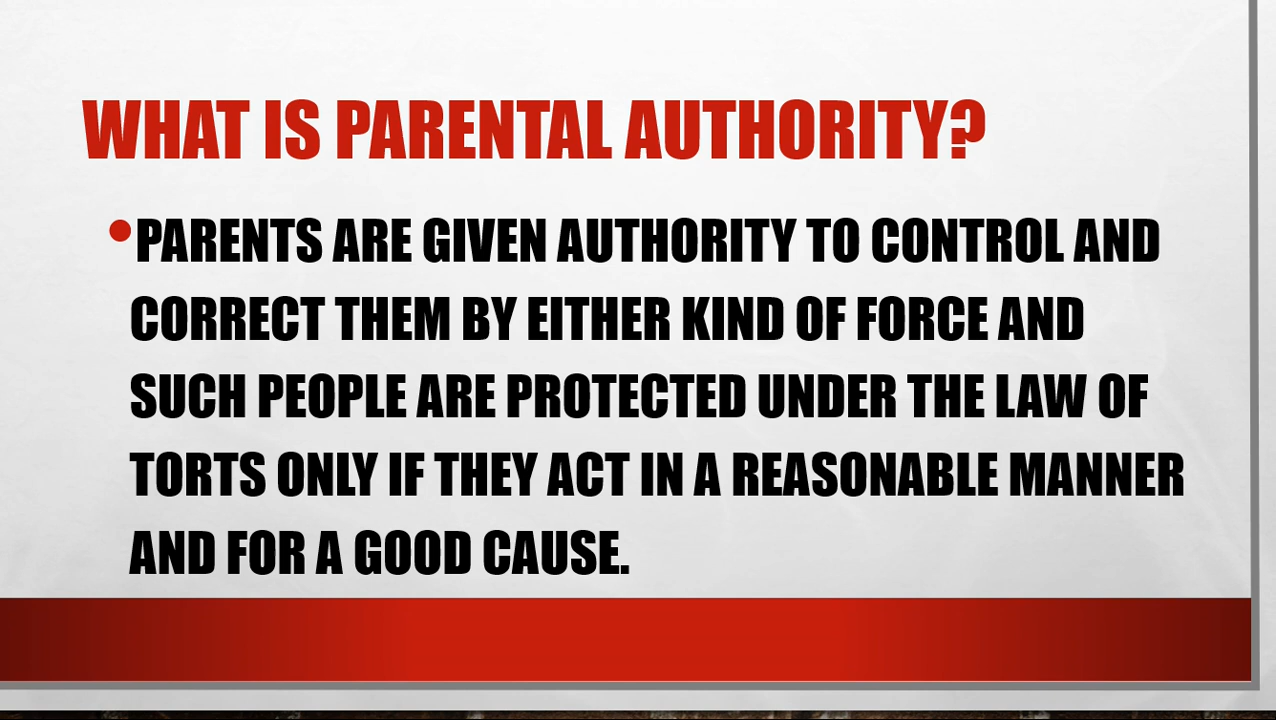 WHAT IS PARENTAL AUTHORITY?
•PARENTS ARE GIVEN AUTHORITY TO CONTROL AND
CORRECT THEM BY EITHER KIND OF FORCE AND
SUCH PEOPLE ARE PROTECTED UNDER THE LAW OF
TORTS ONLY IF THEY ACT IN A REASONABLE MANNER
AND FOR A GOOD CAUSE.